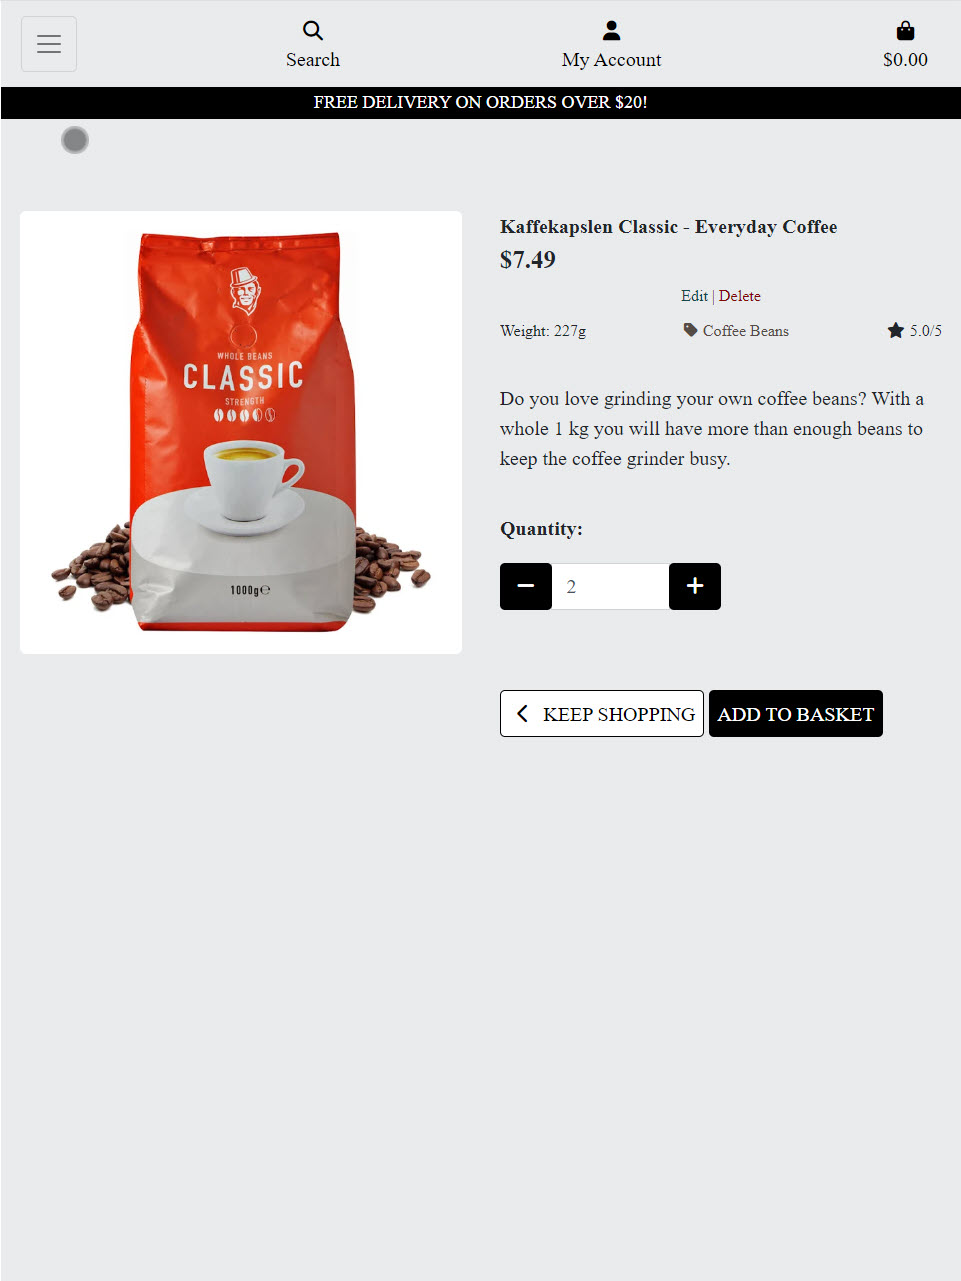 Search
My Account
$0.00
FREE DELIVERY ON ORDERS OVER $20!
WHOLE BEANS
CLASSIC
STRENGTH
1000g℮
Kaffekapslen Classic - Everyday Coffee
$7.49
Edit | Delete
Weight: 227g
Coffee Beans
5.0/5
Do you love grinding your own coffee beans? With a
whole 1 kg you will have more than enough beans to
keep the coffee grinder busy.
Quantity:
2
KEEP SHOPPING
ADD TO BASKET